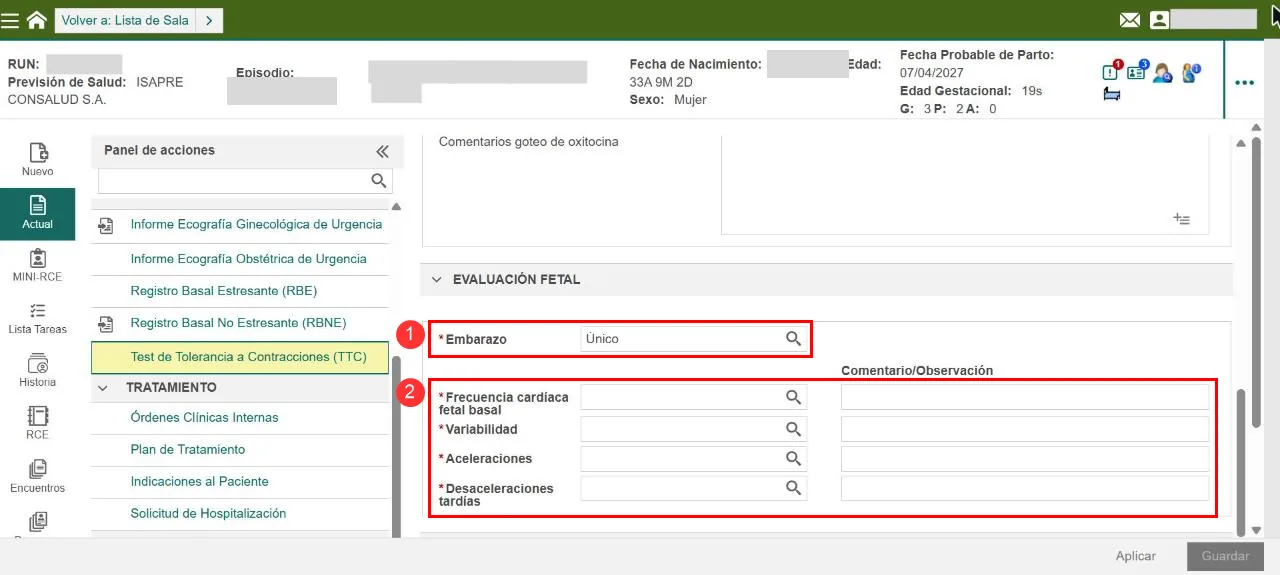 Volver a: Lista de Sala
RUN:
Previsión de Salud: ISAPRE
CONSALUD S.A.
Episodio:
Fecha de Nacimiento: Edad:
33A 9M 2D
Sexo: Mujer
Fecha Probable de Parto:
07/04/2027
Edad Gestacional: 19s
G: 3 P: 2 A: 0
1
3
Nuevo
Actual
MINI-RCE
Lista Tareas
Historia
RCE
Encuentros
Panel de acciones
Informe Ecografía Ginecológica de Urgencia
Informe Ecografía Obstétrica de Urgencia
Registro Basal Estresante (RBE)
Registro Basal No Estresante (RBNE)
Test de Tolerancia a Contracciones (TTC)
TRATAMIENTO
Órdenes Clínicas Internas
Plan de Tratamiento
Indicaciones al Paciente
Solicitud de Hospitalización
Comentarios goteo de oxitocina
EVALUACIÓN FETAL
1
*Embarazo Único
Comentario/Observación
2
*Frecuencia cardíaca
fetal basal
*Variabilidad
*Aceleraciones
*Desaceleraciones
tardías
Aplicar
Guardar